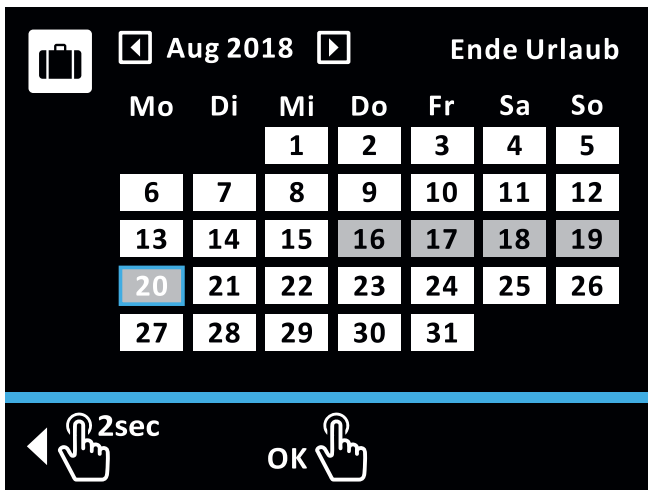 Aug 2018 Ende Urlaub
Mo Di Mi Do Fr Sa So
1 2 3 4 5
6 7 8 9 10 11 12
13 14 15 16 17 18 19
20 21 22 23 24 25 26
27 28 29 30 31
2sec
OK